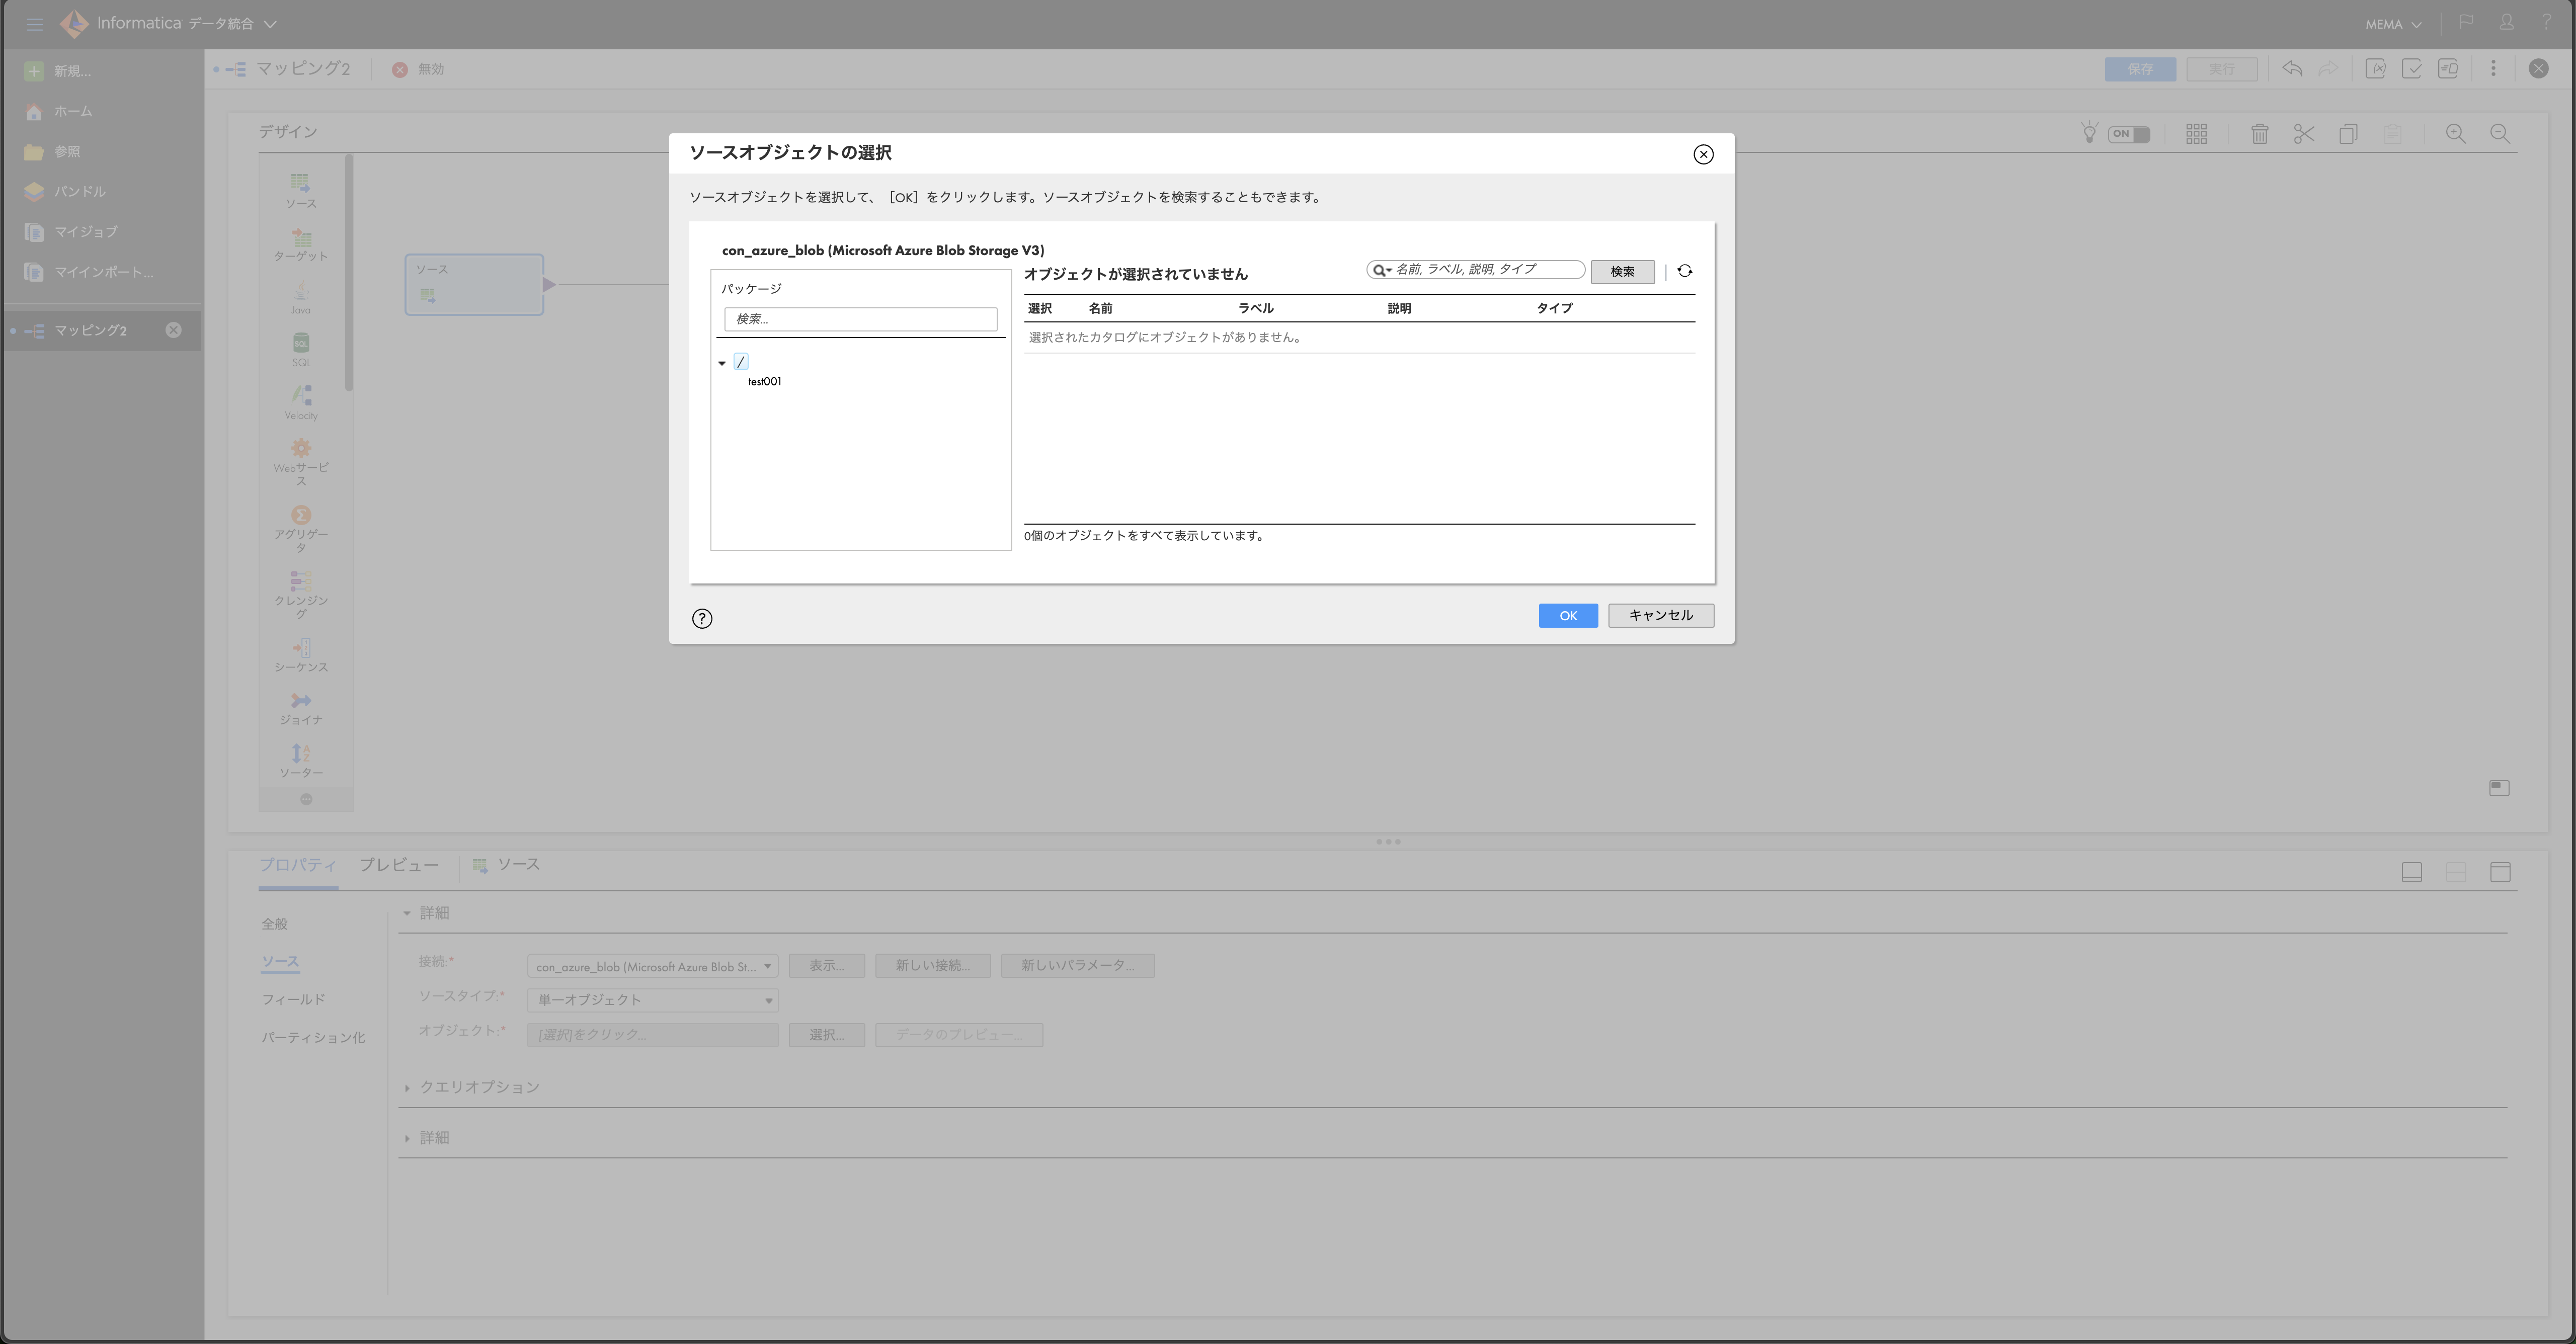 Informatica データ統合
MEMA
新規...
ホーム
参照
バンドル
マイジョブ
マイインポート...
マッピング2
マッピング2
無効
保存
実行
デザイン
ON
ソース
ターゲット
Java
SQL
SQL
Velocity
Webサービ
ス
アグリゲー
タ
クレンジン
グ
シーケンス
ジョイナ
ソーター
ソース
ソースオブジェクトの選択
ソースオブジェクトを選択して、［OK］をクリックします。ソースオブジェクトを検索することもできます。
con_azure_blob (Microsoft Azure Blob Storage V3)
パッケージ
検索...
/
test001
オブジェクトが選択されていません
名前, ラベル, 説明, タイプ
検索
選択 名前 ラベル 説明 タイプ
選択されたカタログにオブジェクトがありません。
0個のオブジェクトをすべて表示しています。
?
OK
キャンセル
プロパティ プレビュー ソース
全般
ソース
フィールド
パーティション化
詳細
接続:* con_azure_blob (Microsoft Azure Blob St... 表示... 新しい接続... 新しいパラメータ...
ソースタイプ:* 単一オブジェクト
オブジェクト:* [選択]をクリック... 選択... データのプレビュー...
クエリオプション
詳細